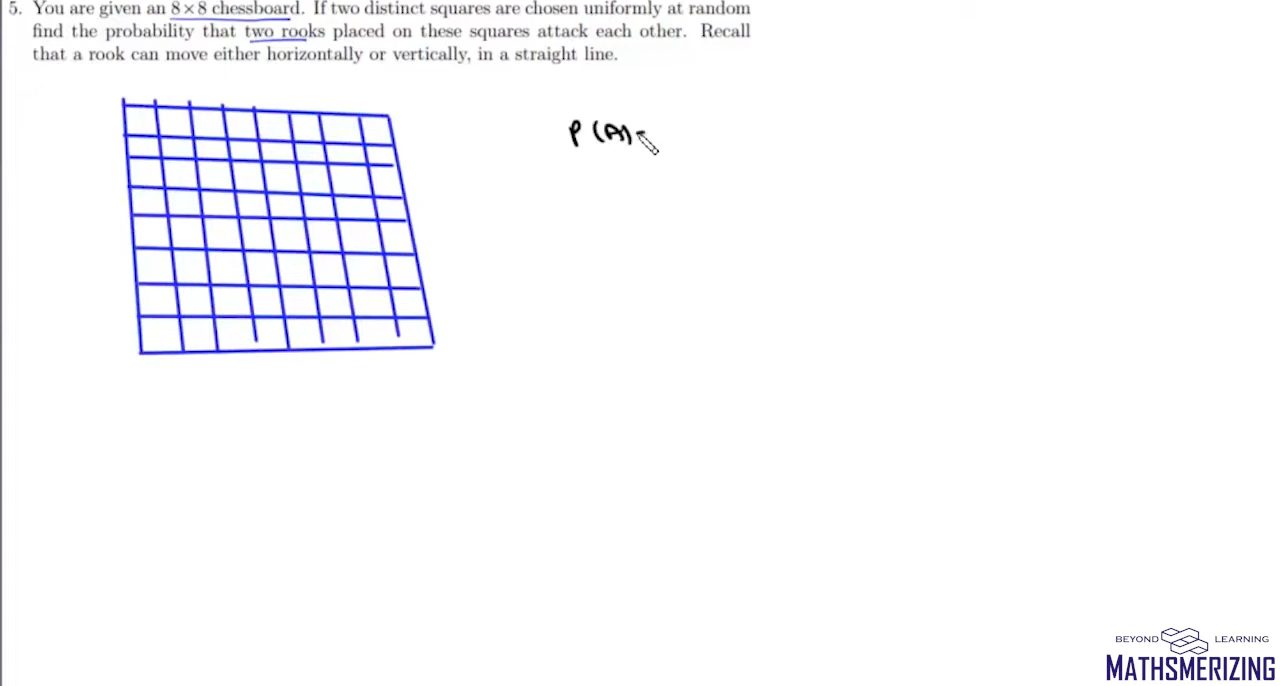 5. You are given an 8×8 chessboard. If two distinct squares are chosen uniformly at random
find the probability that two rooks placed on these squares attack each other. Recall
that a rook can move either horizontally or vertically, in a straight line.
P(A)
BEYOND LEARNING
MATHSMERIZING